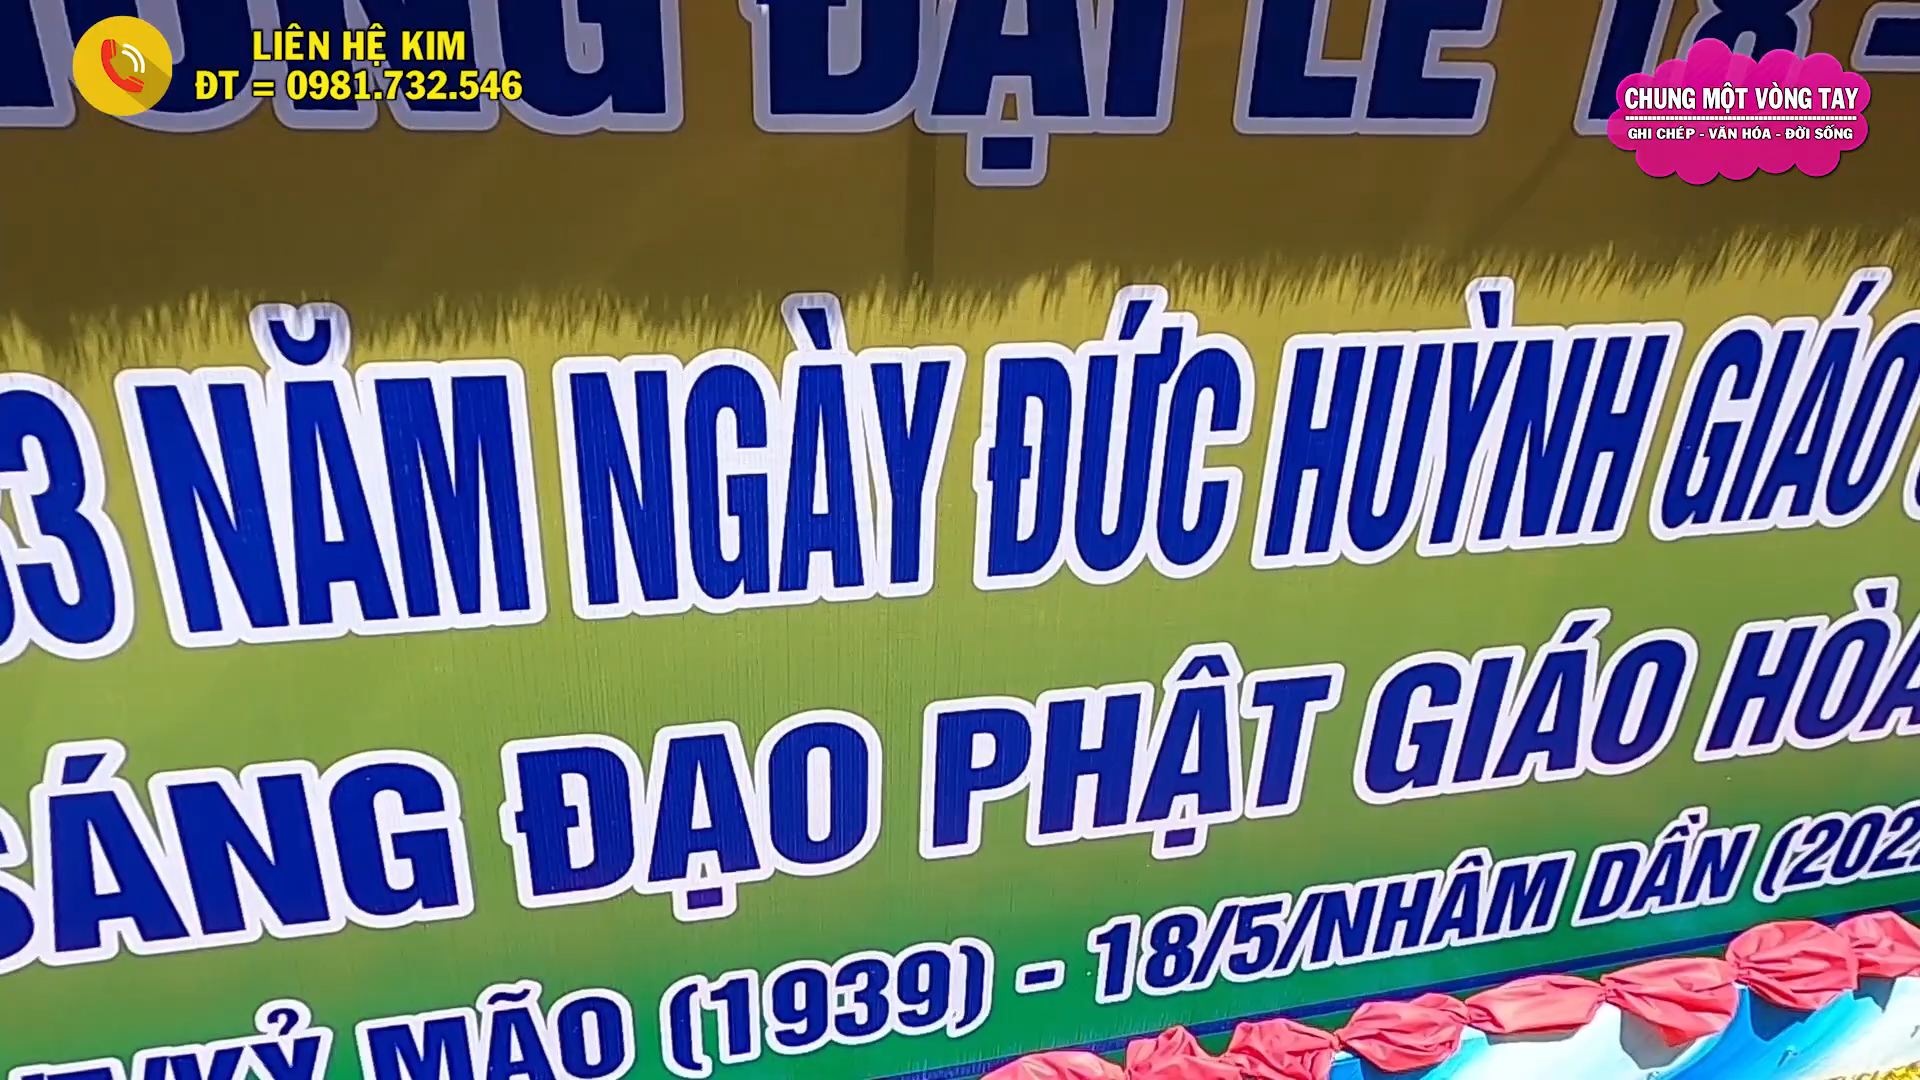 LIÊN HỆ KIM
ĐT = 0981.732.546
CHUNG MỘT VÒNG TAY
GHI CHÉP - VĂN HÓA - ĐỜI SỐNG
ĐẠI LỄ 18-
3 NĂM NGÀY ĐỨC HUỲNH GIÁO
SÁNG ĐẠO PHẬT GIÁO HÒA
/KỶ MÃO (1939) - 18/5/NHÂM DẦN (202